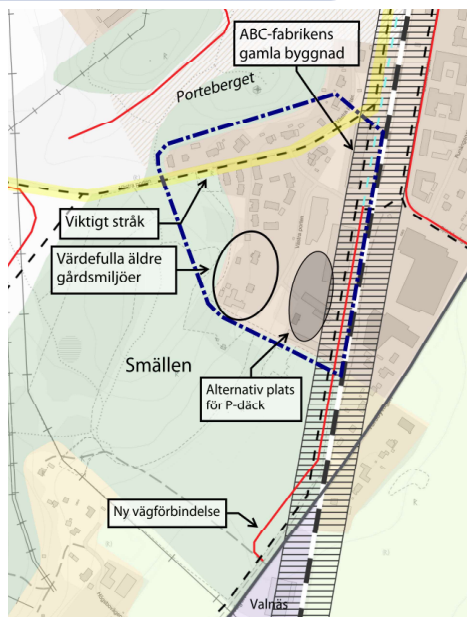 ABC-fabrikens
gamla byggnad
Porteberget
Viktigt stråk
Värdefulla äldre
gårdsmiljöer
Smällen
Alternativ plats
för P-däck
Ny vägförbindelse
Valnäs